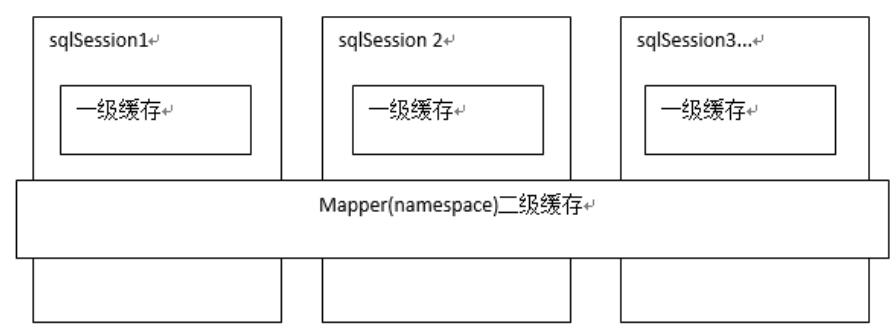 sqlSession1↵
sqlSession 2↵
sqlSession3...↵
一级缓存↵
一级缓存↵
一级缓存↵
Mapper(namespace)二级缓存↵